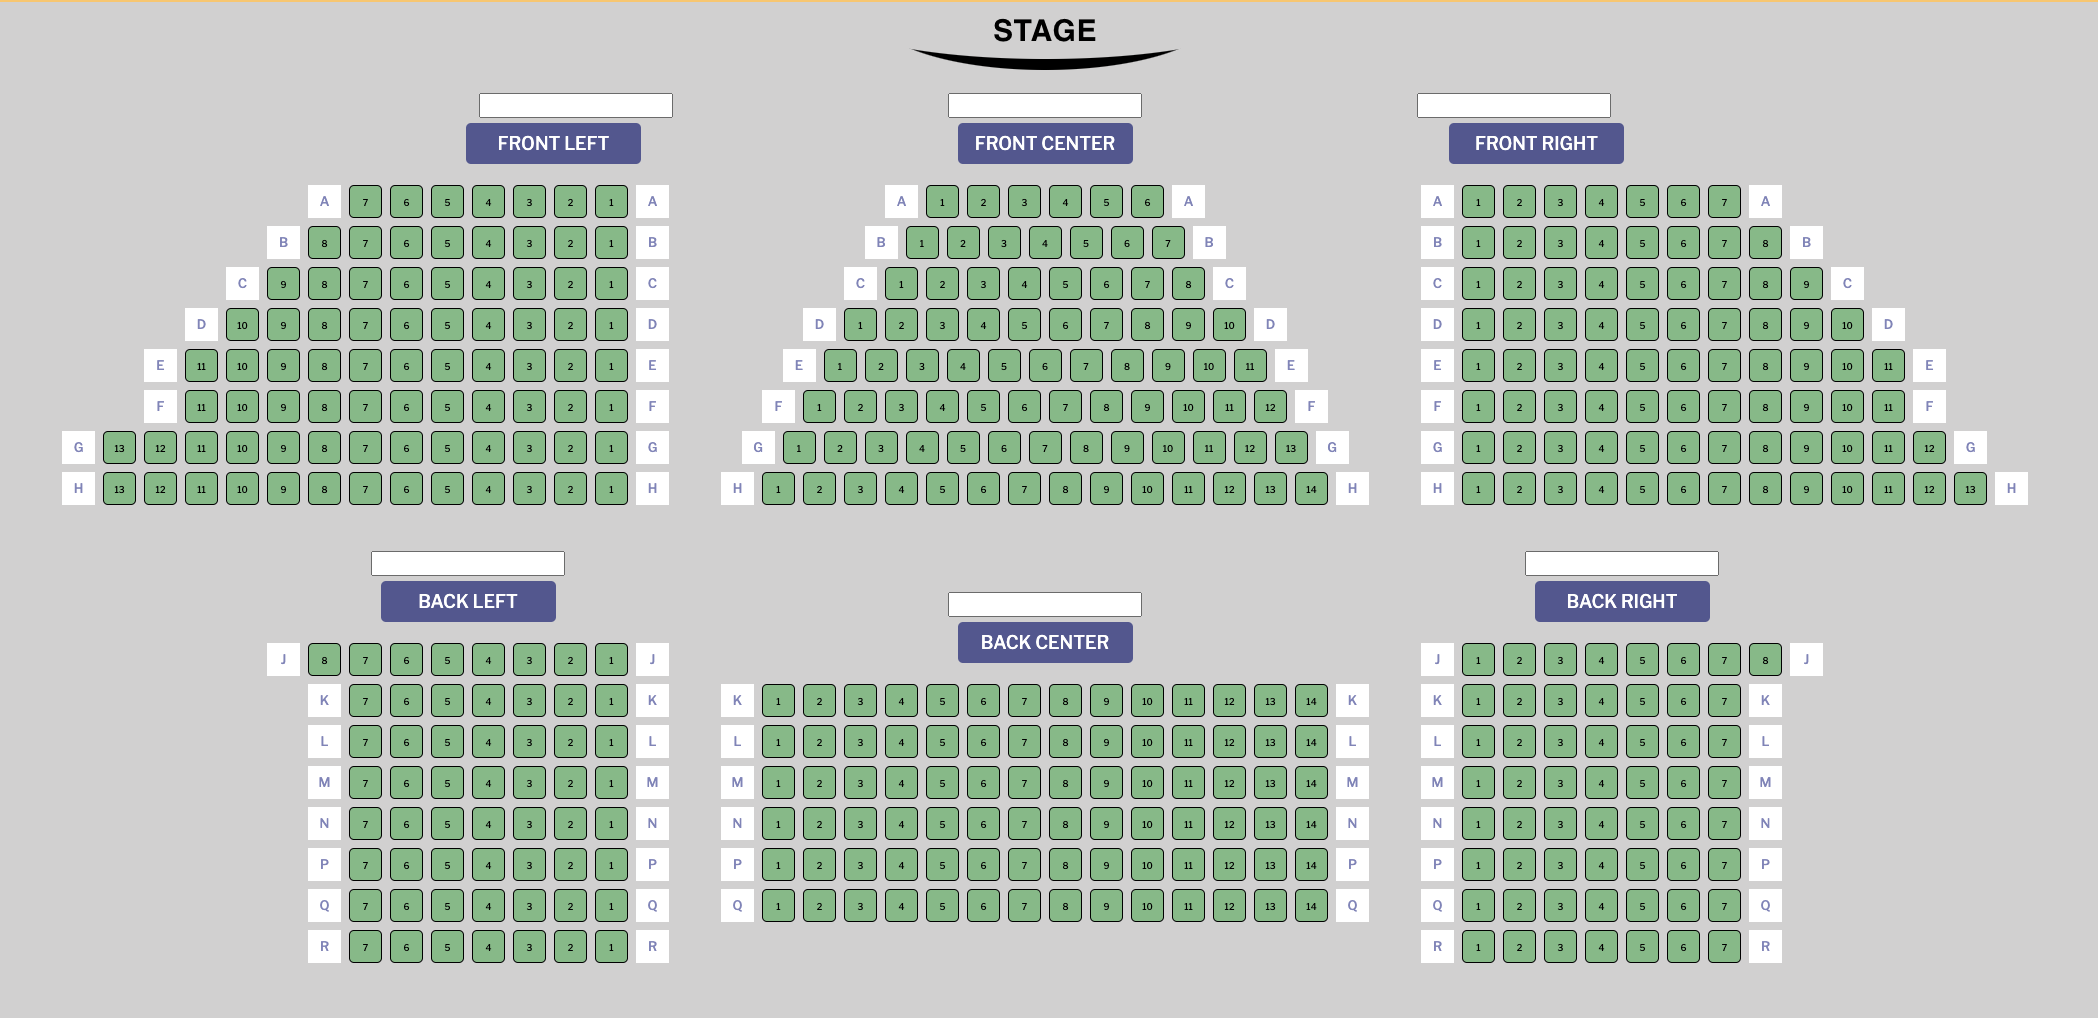 STAGE
FRONT LEFT FRONT CENTER FRONT RIGHT
A 7 6 5 4 3 2 1 A A 1 2 3 4 5 6 A A 1 2 3 4 5 6 7 A
B 8 7 6 5 4 3 2 1 B B 1 2 3 4 5 6 7 B B 1 2 3 4 5 6 7 8 B
C 9 8 7 6 5 4 3 2 1 C C 1 2 3 4 5 6 7 8 C C 1 2 3 4 5 6 7 8 9 C
D 10 9 8 7 6 5 4 3 2 1 D D 1 2 3 4 5 6 7 8 9 10 D D 1 2 3 4 5 6 7 8 9 10 D
E 11 10 9 8 7 6 5 4 3 2 1 E E 1 2 3 4 5 6 7 8 9 10 11 E E 1 2 3 4 5 6 7 8 9 10 11 E
F 11 10 9 8 7 6 5 4 3 2 1 F F 1 2 3 4 5 6 7 8 9 10 11 12 F F 1 2 3 4 5 6 7 8 9 10 11 F
G 13 12 11 10 9 8 7 6 5 4 3 2 1 G G 1 2 3 4 5 6 7 8 9 10 11 12 13 G G 1 2 3 4 5 6 7 8 9 10 11 12 G
H 13 12 11 10 9 8 7 6 5 4 3 2 1 H H 1 2 3 4 5 6 7 8 9 10 11 12 13 14 H H 1 2 3 4 5 6 7 8 9 10 11 12 13 H
BACK LEFT BACK RIGHT
BACK CENTER
J 8 7 6 5 4 3 2 1 J J 1 2 3 4 5 6 7 8 J
K 7 6 5 4 3 2 1 K K 1 2 3 4 5 6 7 8 9 10 11 12 13 14 K K 1 2 3 4 5 6 7 K
L 7 6 5 4 3 2 1 L L 1 2 3 4 5 6 7 8 9 10 11 12 13 14 L L 1 2 3 4 5 6 7 L
M 7 6 5 4 3 2 1 M M 1 2 3 4 5 6 7 8 9 10 11 12 13 14 M M 1 2 3 4 5 6 7 M
N 7 6 5 4 3 2 1 N N 1 2 3 4 5 6 7 8 9 10 11 12 13 14 N N 1 2 3 4 5 6 7 N
P 7 6 5 4 3 2 1 P P 1 2 3 4 5 6 7 8 9 10 11 12 13 14 P P 1 2 3 4 5 6 7 P
Q 7 6 5 4 3 2 1 Q Q 1 2 3 4 5 6 7 8 9 10 11 12 13 14 Q Q 1 2 3 4 5 6 7 Q
R 7 6 5 4 3 2 1 R R 1 2 3 4 5 6 7 R